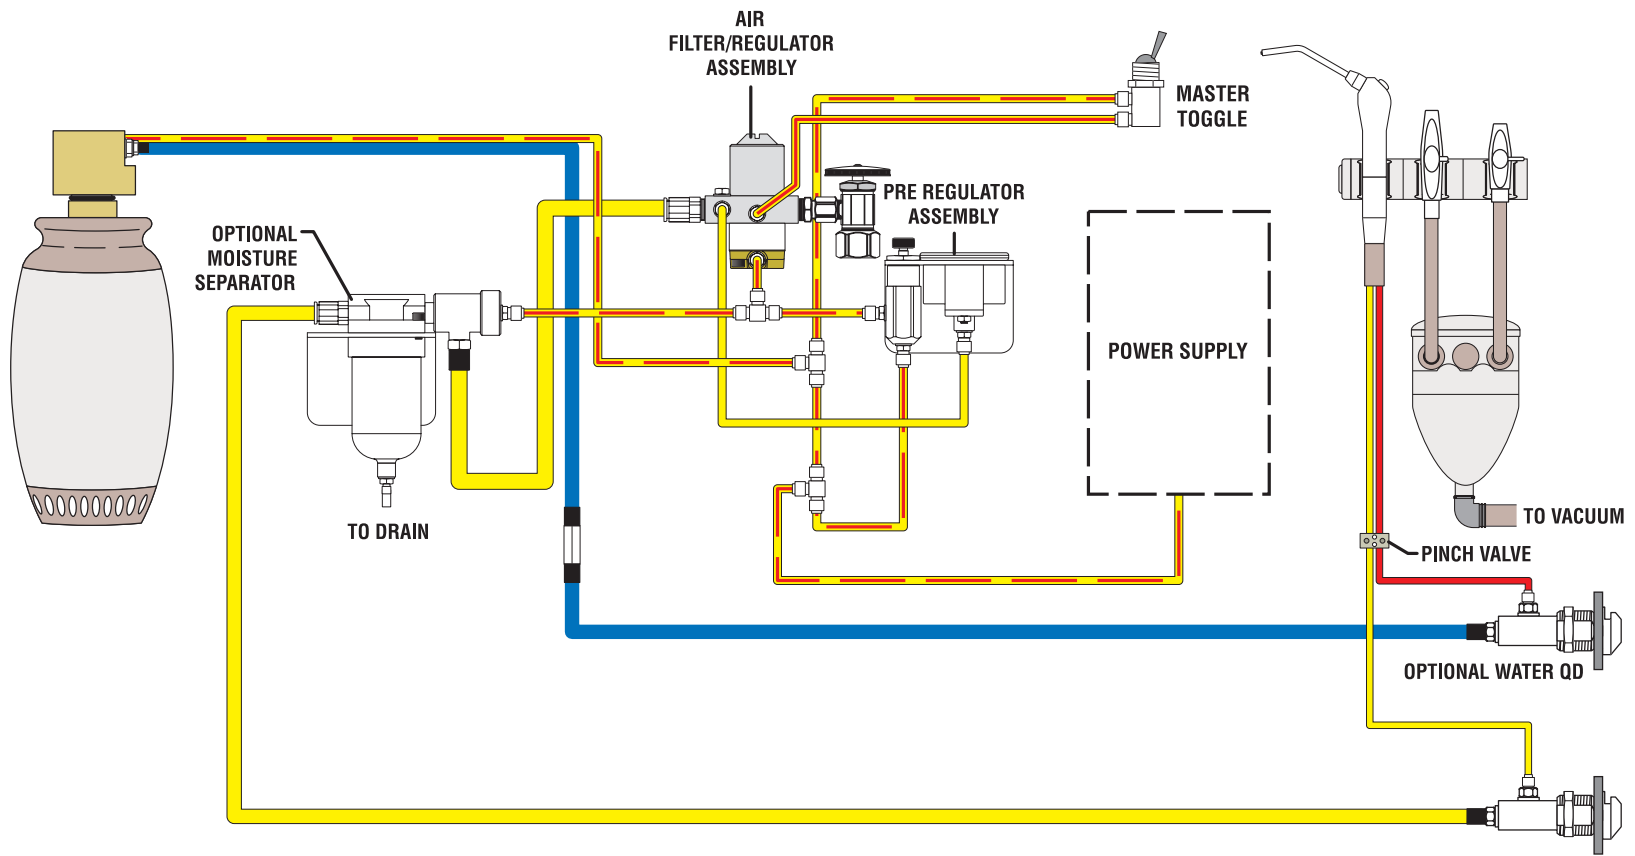 AIR
FILTER/REGULATOR
ASSEMBLY
MASTER
TOGGLE
PRE REGULATOR
ASSEMBLY
OPTIONAL
MOISTURE
SEPARATOR
POWER SUPPLY
TO DRAIN
TO VACUUM
PINCH VALVE
OPTIONAL WATER QD